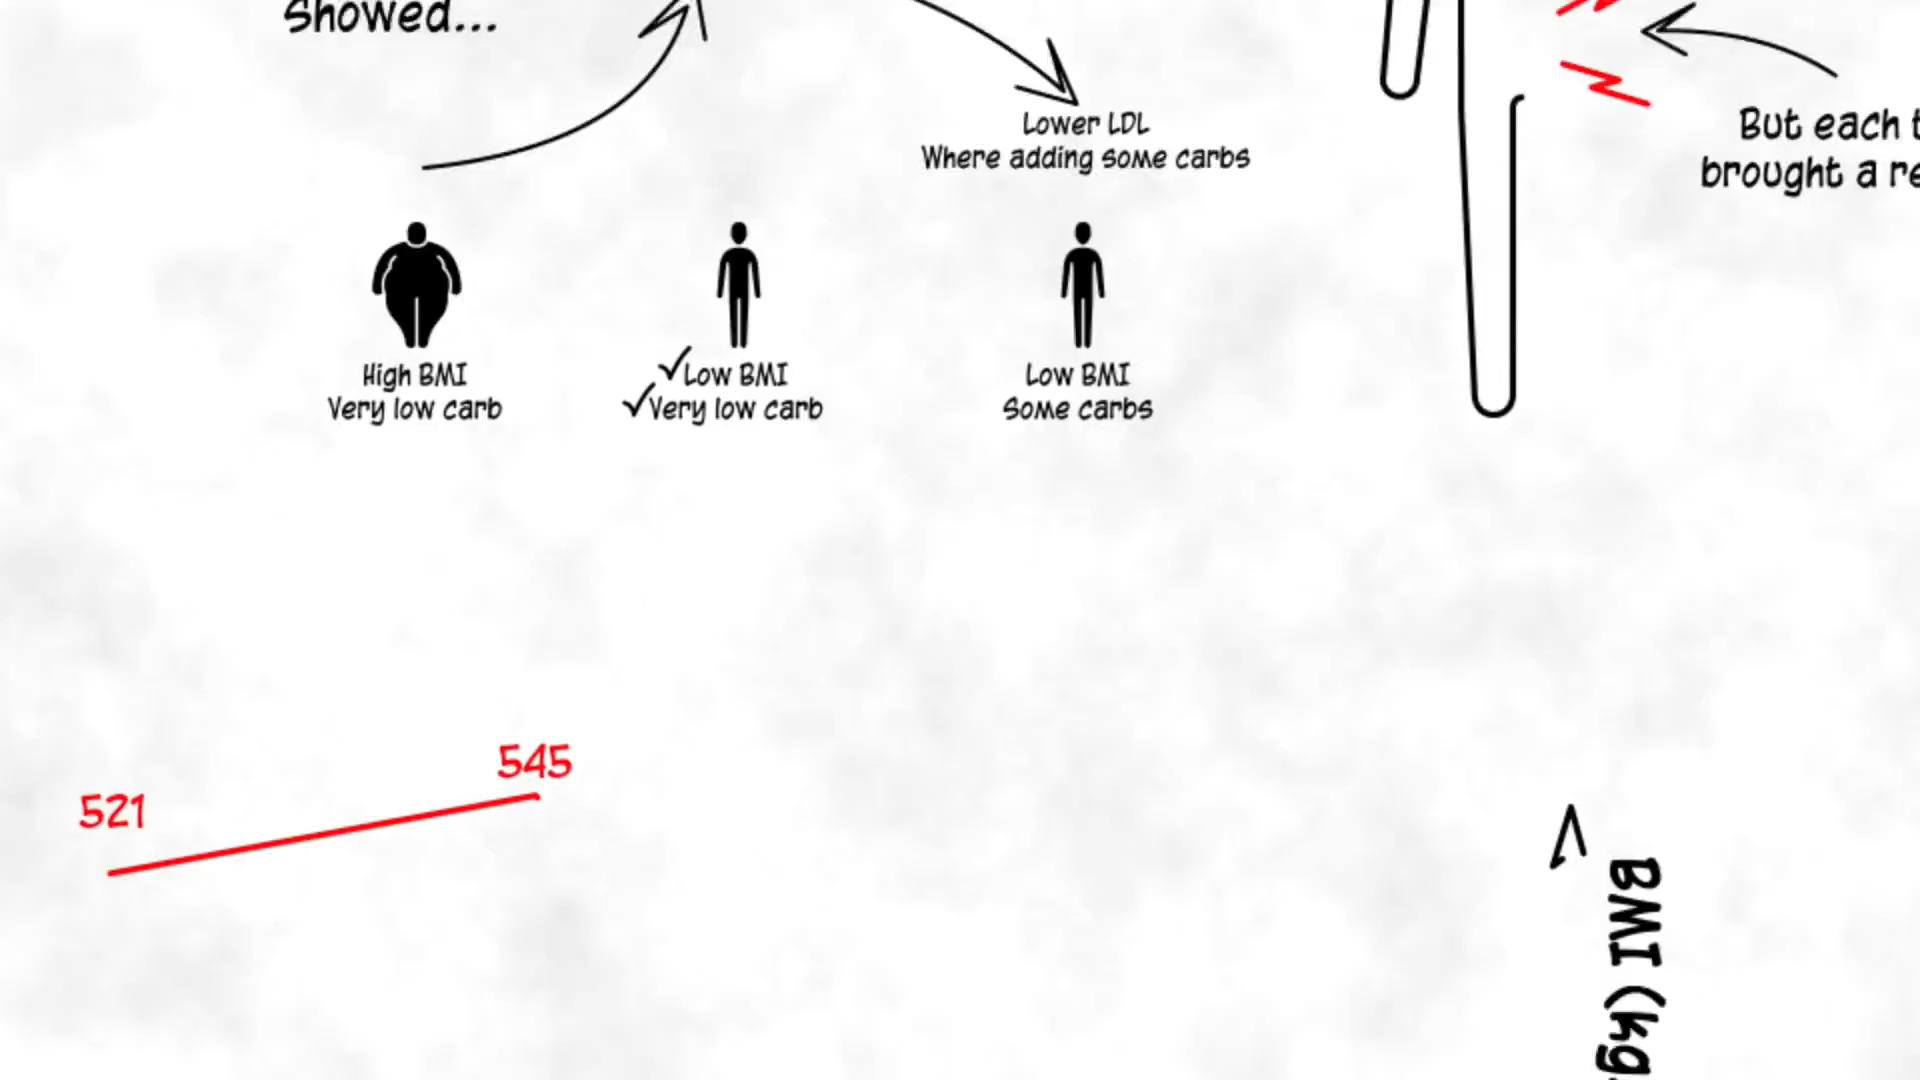 Showed...
Lower LDL
Where adding some carbs
But each
brought a
High BMI
Very low carb
✓Low BMI
✓Very low carb
Low BMI
Some carbs
521
545
BMI (kg